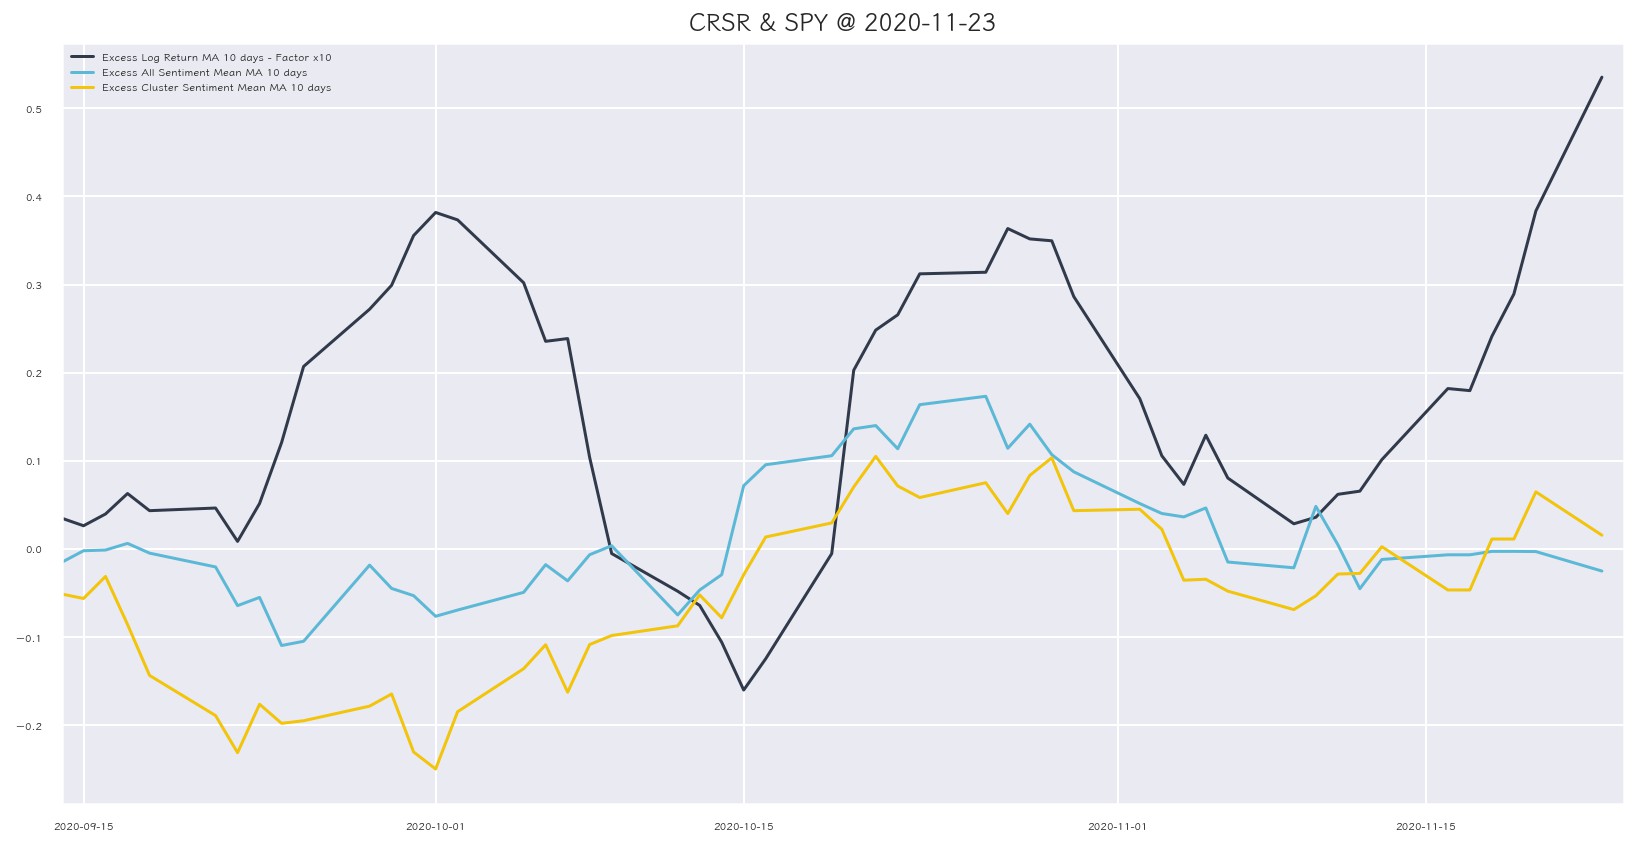 CRSR & SPY @ 2020-11-23
Excess Log Return MA 10 days - Factor x10
Excess All Sentiment Mean MA 10 days
Excess Cluster Sentiment Mean MA 10 days
0.5
0.4
0.3
0.2
0.1
0.0
−0.1
−0.2
2020-09-15 2020-10-01 2020-10-15 2020-11-01 2020-11-15